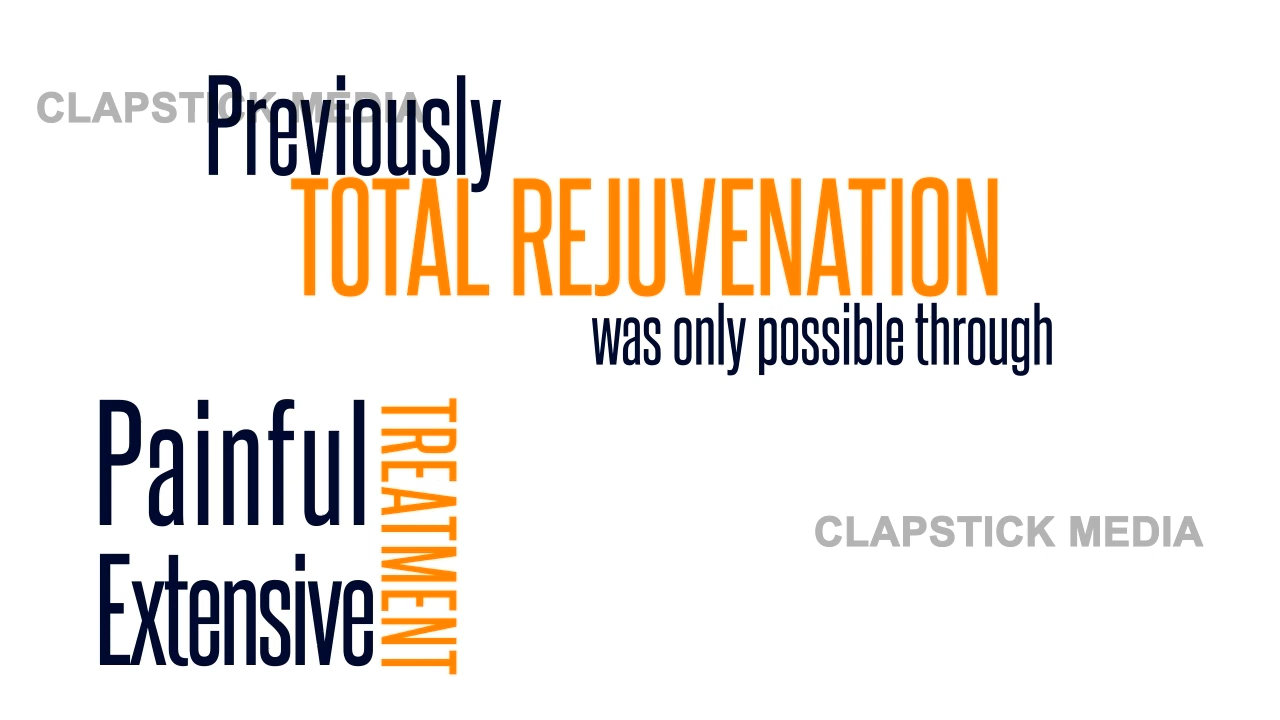 CLAPSTICK MEDIA
Previously
TOTAL REJUVENATION
was only possible through
Painful
Extensive
TREATMENT
CLAPSTICK MEDIA